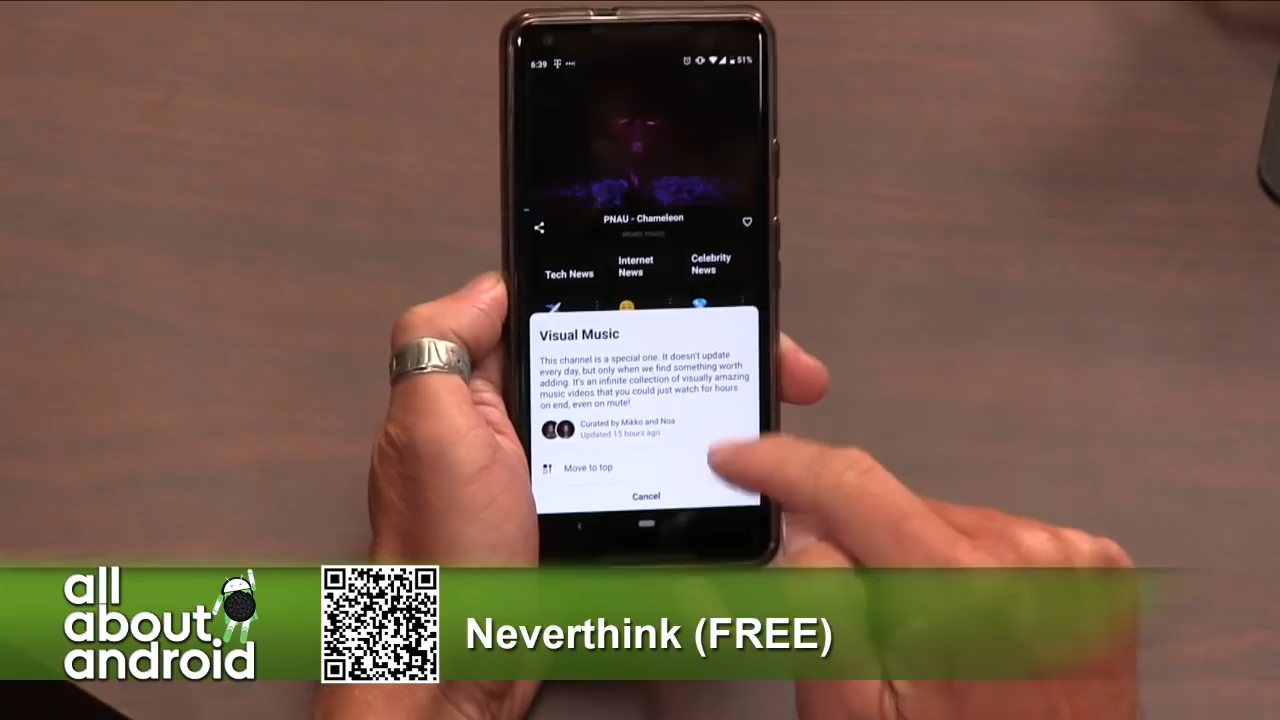 6:39
51%
PNAU - Chameleon
Tech News
Internet
News
Celebrity
News
Visual Music
This channel is a special one. It doesn't update
every day, but only when we find something worth
adding. It's an infinite collection of visually amazing
music videos that you could just watch for hours
on end, even on mute!
Curated by Mikko and Noa
Updated 15 hours ago
Move to top
Cancel
all
about
android
Neverthink (FREE)